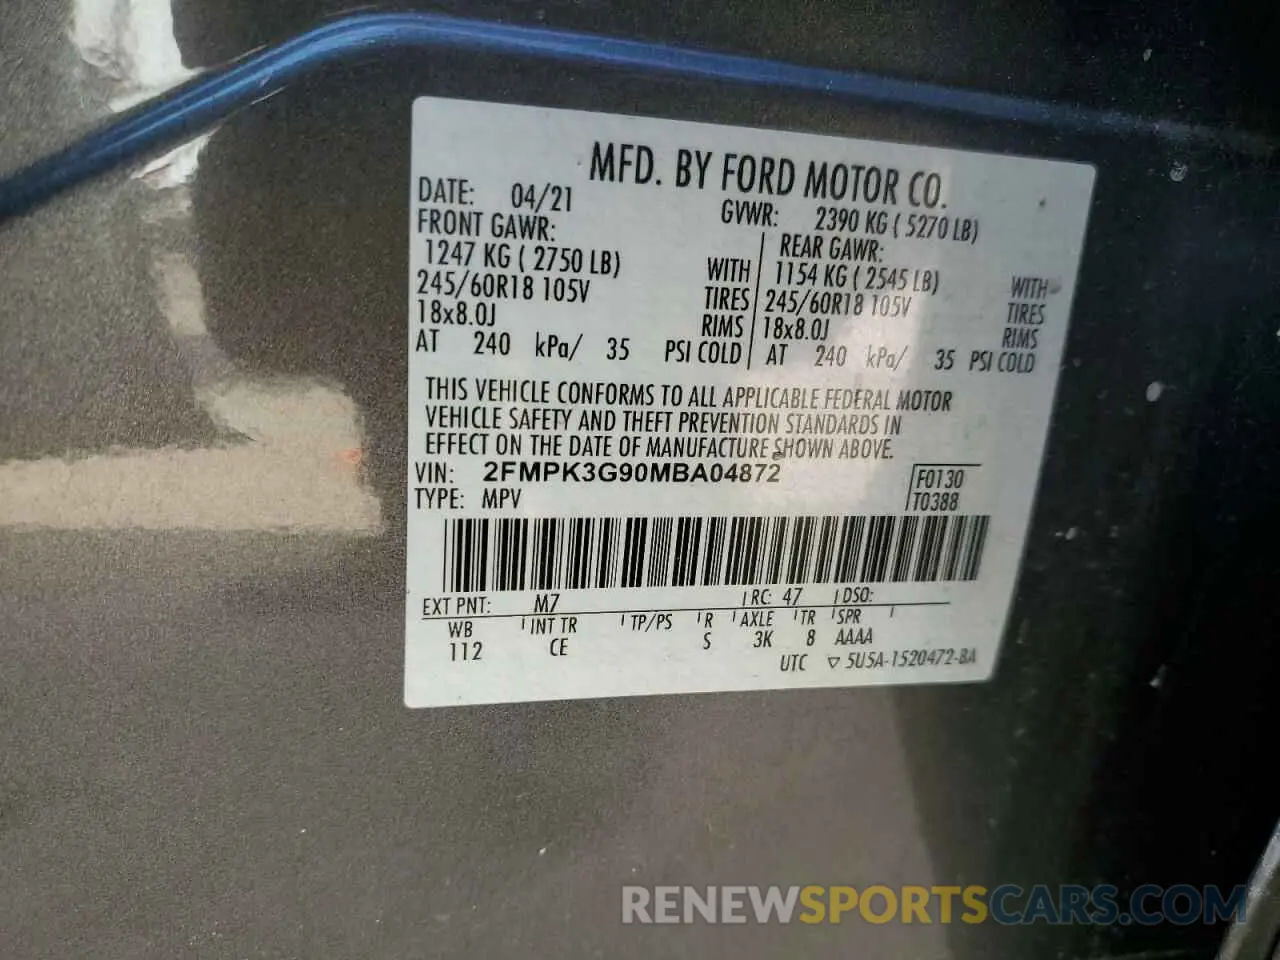 MFD. BY FORD MOTOR CO.
DATE: 04/21 GVWR: 2390 KG ( 5270 LB)
FRONT GAWR: REAR GAWR:
1247 KG ( 2750 LB) WITH 1154 KG ( 2545 LB) WITH
245/60R18 105V TIRES 245/60R18 105V TIRES
18x8.0J RIMS 18x8.0J RIMS
AT 240 kPa/ 35 PSI COLD AT 240 kPa/ 35 PSI COLD
THIS VEHICLE CONFORMS TO ALL APPLICABLE FEDERAL MOTOR
VEHICLE SAFETY AND THEFT PREVENTION STANDARDS IN
EFFECT ON THE DATE OF MANUFACTURE SHOWN ABOVE.
VIN: 2FMPK3G90MBA04872 F0130
TYPE: MPV T0388
EXT PNT: M7 RC: 47 DSO:
WB INT TR TP/PS R AXLE TR SPR
112 CE S 3K 8 AAAA
UTC ▽ 5U5A-1520472-BA
RENEWSPORTSCARS.COM